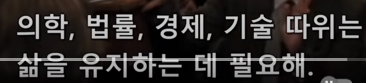 의학, 법률, 경제, 기술 따위는
삶을 유지하는 데 필요해.